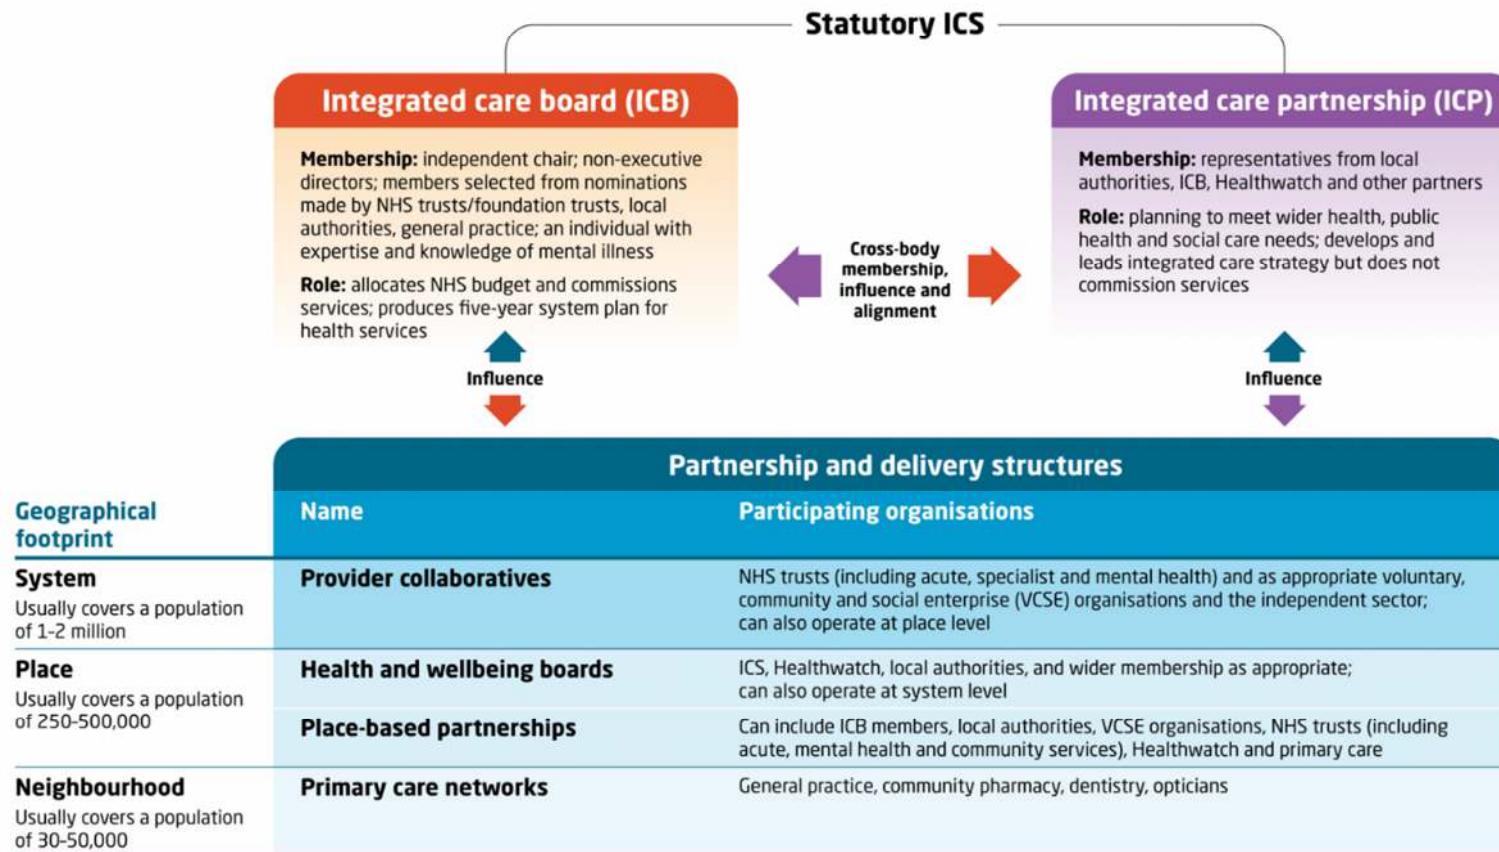 Statutory ICS
Integrated care board (ICB)
Membership: independent chair; non-executive
directors; members selected from nominations
made by NHS trusts/foundation trusts, local
authorities, general practice; an individual with
expertise and knowledge of mental illness
Role: allocates NHS budget and commissions
services; produces five-year system plan for
health services
Cross-body
membership,
influence and
alignment
Integrated care partnership (ICP)
Membership: representatives from local
authorities, ICB, Healthwatch and other partners
Role: planning to meet wider health, public
health and social care needs; develops and
leads integrated care strategy but does not
commission services
Influence
Influence
Partnership and delivery structures
Geographical
footprint
Name
Participating organisations
System
Usually covers a population
of 1-2 million
Provider collaboratives
NHS trusts (including acute, specialist and mental health) and as appropriate voluntary,
community and social enterprise (VCSE) organisations and the independent sector;
can also operate at place level
Place
Usually covers a population
of 250-500,000
Health and wellbeing boards
ICS, Healthwatch, local authorities, and wider membership as appropriate;
can also operate at system level
Place-based partnerships
Can include ICB members, local authorities, VCSE organisations, NHS trusts (including
acute, mental health and community services), Healthwatch and primary care
Neighbourhood
Usually covers a population
of 30-50,000
Primary care networks
General practice, community pharmacy, dentistry, opticians